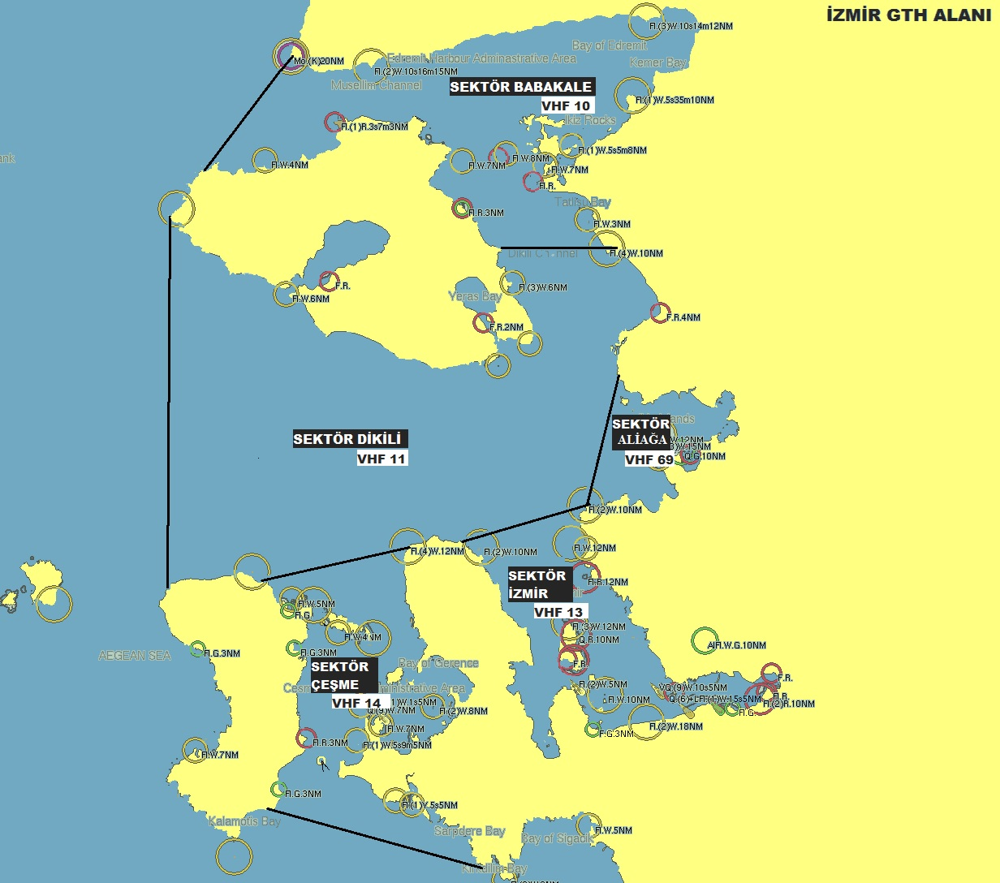 İZMİR GTH ALANI
Fl.(3)W.10s14m12NM
Bay of Edremit
Mo.(K)20NM
Edremit Harbour Adminastrative Area
Kemer Bay
Fl.(2)W.10s16m15NM
Musellim Channel
SEKTÖR BABAKALE
VHF 10
Fl.(1)W.5s35m10NM
Ikiz Rocks
Fl.(1)R.3s7m3NM
Fl.(1)W.5s5m8NM
Fl.W.4NM
Fl.W.7NM
Fl.W.8NM
Fl.W.7NM
Fl.R.
Tatlisu Bay
Fl.R.3NM
Fl.W.3NM
Fl.(4)W.10NM
F.R.
Fl.(3)W.6NM
Fl.W.6NM
Yeras Bay
F.R.4NM
F.R.2NM
SEKTÖR
ALİAĞA
VHF 69
Q.G.10NM
SEKTÖR DİKİLİ
VHF 11
Fl.(2)W.10NM
Fl.(4)W.12NM
Fl.(2)W.10NM
Fl.W.12NM
SEKTÖR
İZMİR
VHF 13
Fl.R.12NM
Fl.W.5NM
Fl.G.
Fl.W.4NM
Fl.(3)W.12NM
Q.R.10NM
F.R.
AlFl.W.G.10NM
AEGEAN SEA
Fl.G.3NM
Fl.G.3NM
SEKTÖR
ÇEŞME
VHF 14
Bay of Gerence
Fl.(2)W.5NM
Fl.W.10NM
VQ.(9)W.10s5NM
F.R.
Fl.R.
Fl.(2)R.10NM
Fl.G.
Q.(9)W.7NM
Fl.(2)W.8NM
Fl.W.7NM
Fl.(2)W.18NM
F.G.3NM
Fl.R.3NM
Fl.(1)W.5s9m5NM
Fl.W.7NM
Fl.G.3NM
Fl.(1)Y.5s5NM
Kalamotis Bay
Sarpdere Bay
Bay of Sigacik
Fl.W.5NM